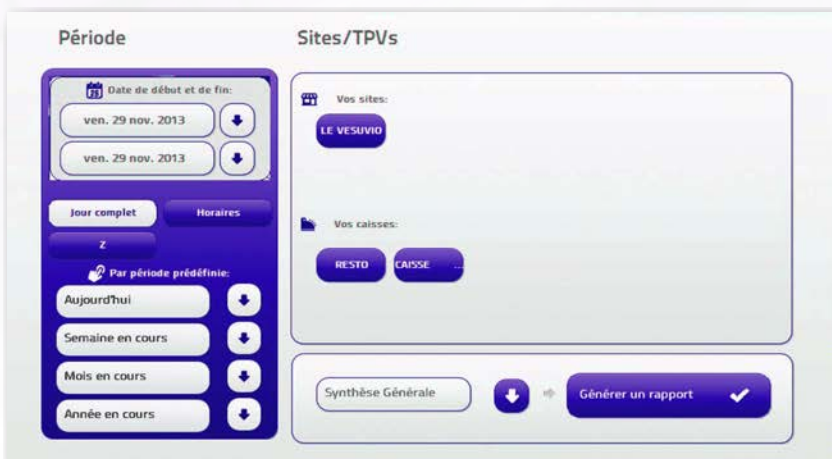 Période
Sites/TPVs
25
Date de début et de fin:
ven. 29 nov. 2013
ven. 29 nov. 2013
Jour complet
Horaires
Z
Par période prédéfinie:
Aujourd'hui
Semaine en cours
Mois en cours
Année en cours
Vos sites:
LE VESUVIO
Vos caisses:
RESTO
CAISSE ...
Synthèse Générale
Générer un rapport